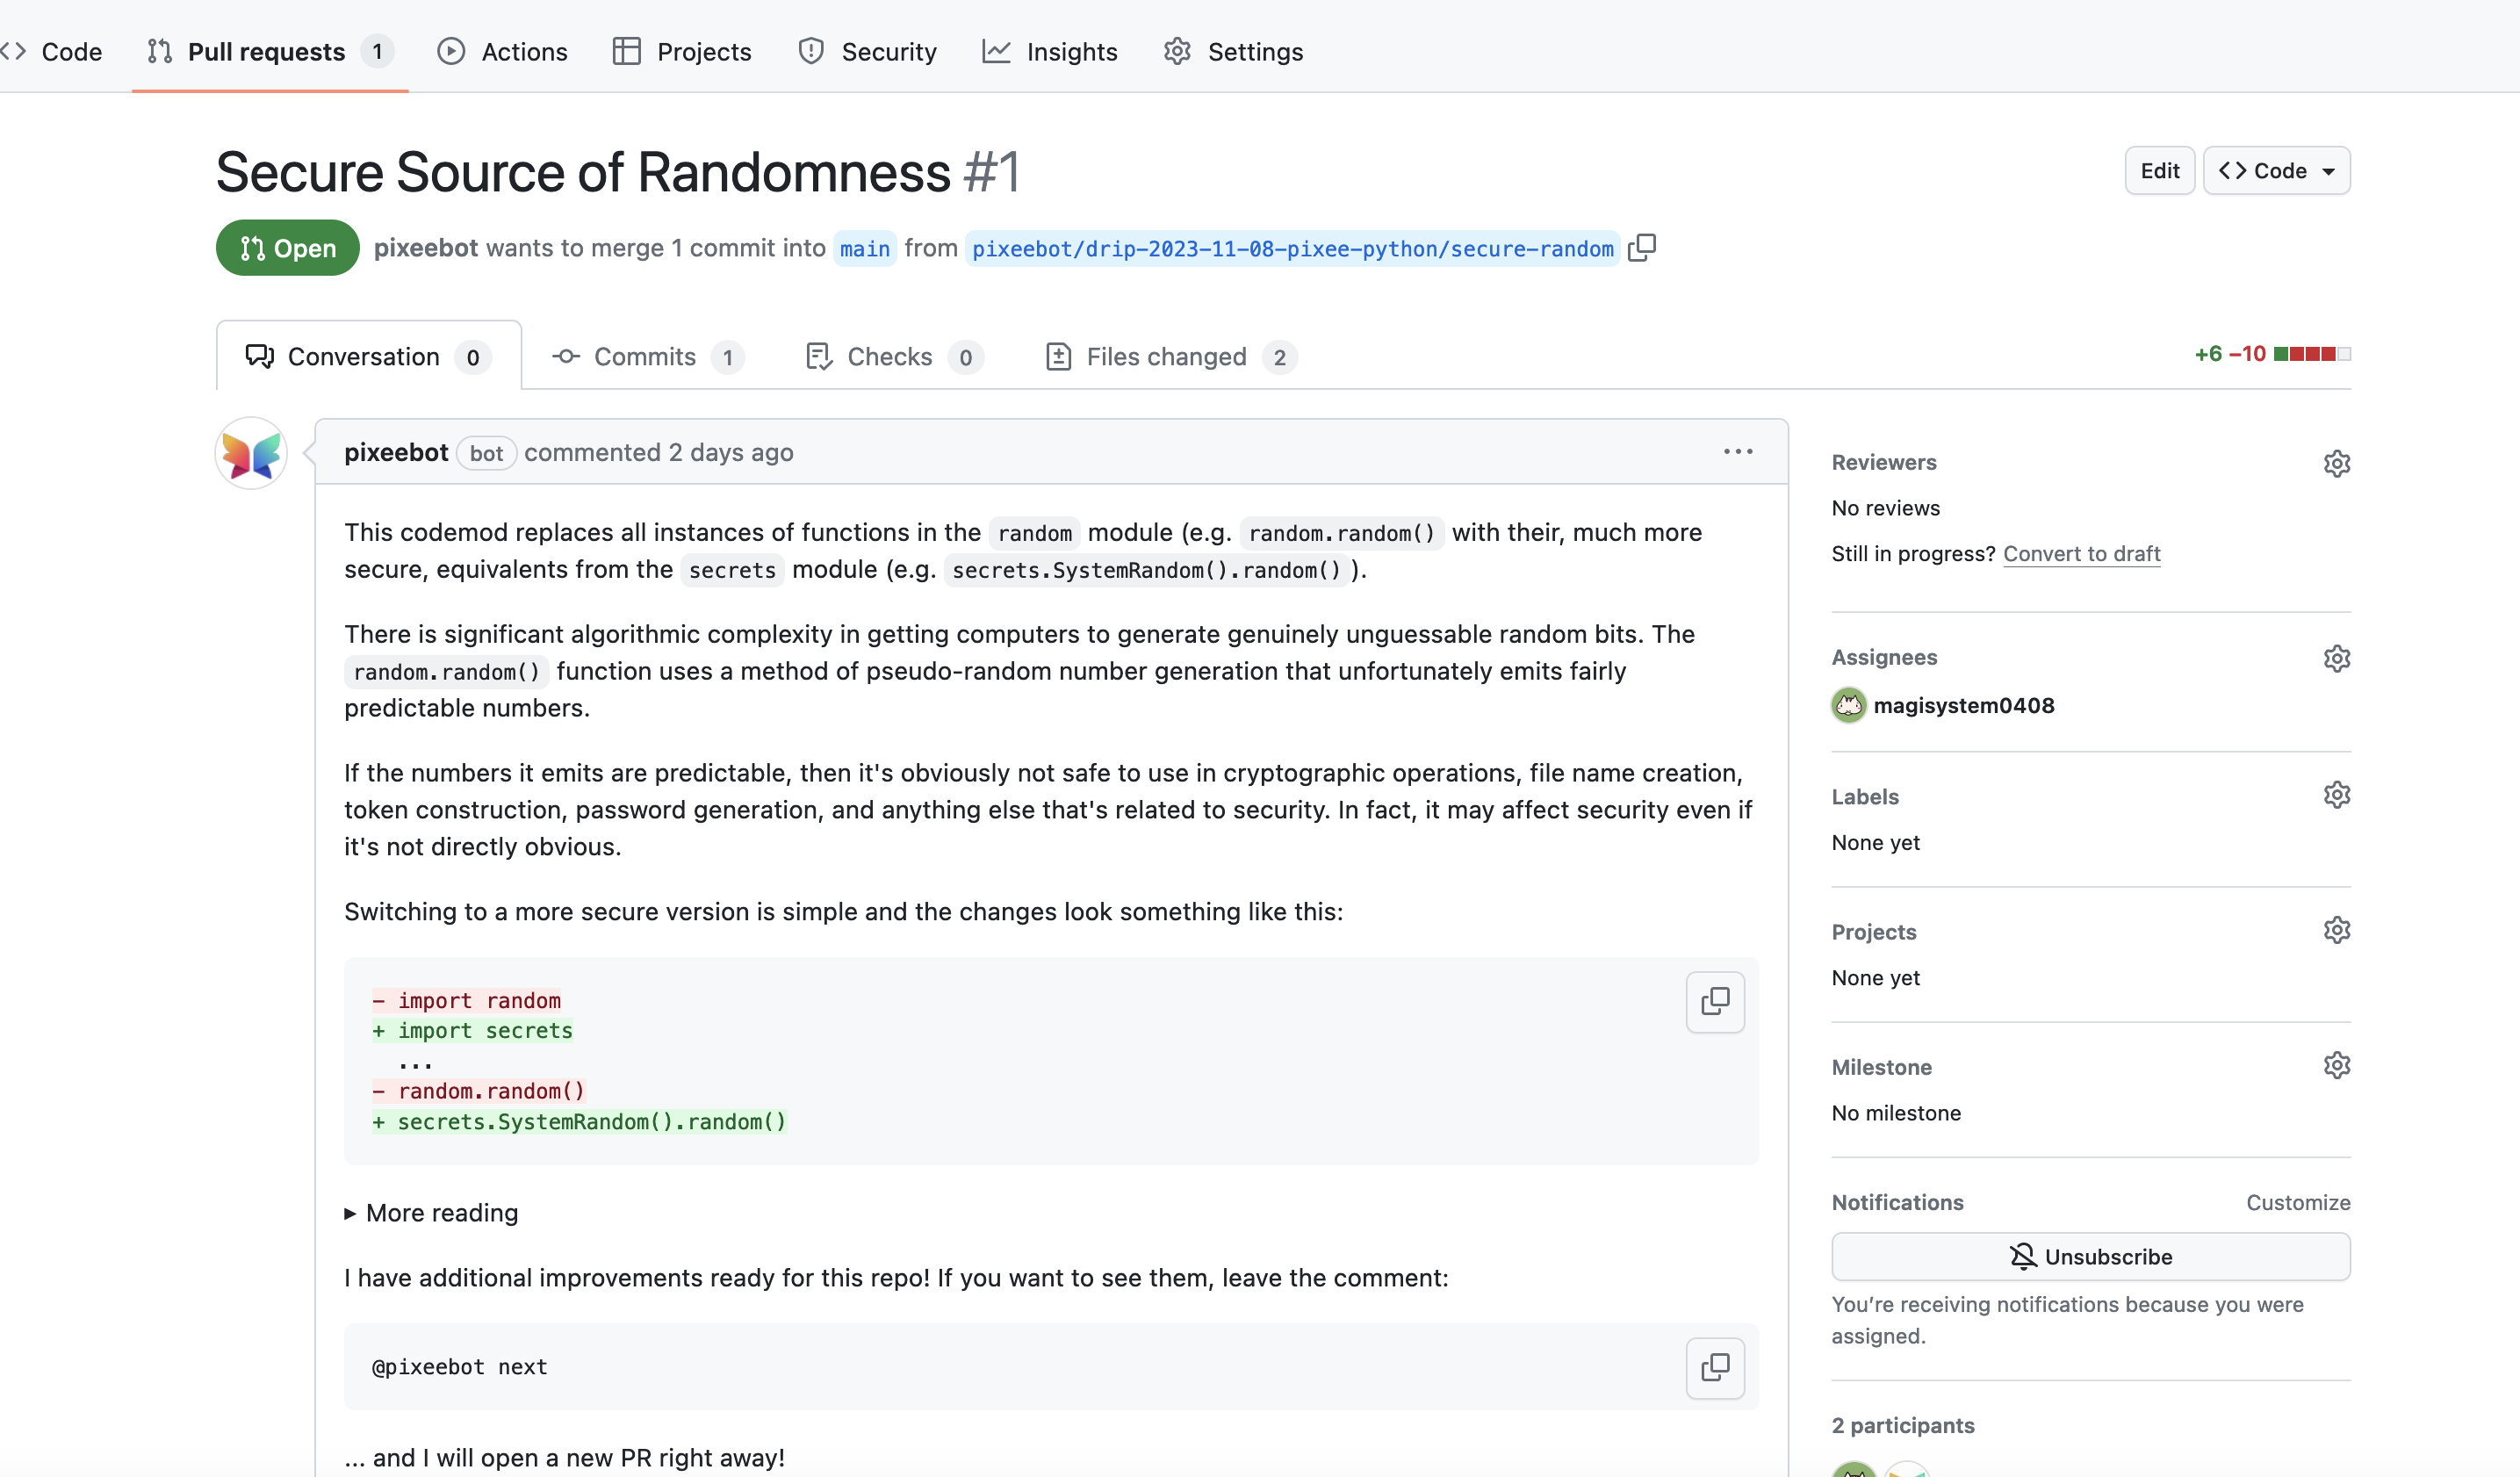 Code
Pull requests 1
Actions
Projects
Security
Insights
Settings
Secure Source of Randomness #1
Edit
Code
Open
pixeebot wants to merge 1 commit into main from pixeebot/drip-2023-11-08-pixee-python/secure-random
Conversation 0
Commits 1
Checks 0
Files changed 2
+6 −10
pixeebot bot commented 2 days ago
This codemod replaces all instances of functions in the random module (e.g. random.random() with their, much more
secure, equivalents from the secrets module (e.g. secrets.SystemRandom().random() ).
There is significant algorithmic complexity in getting computers to generate genuinely unguessable random bits. The
random.random() function uses a method of pseudo-random number generation that unfortunately emits fairly
predictable numbers.
If the numbers it emits are predictable, then it's obviously not safe to use in cryptographic operations, file name creation,
token construction, password generation, and anything else that's related to security. In fact, it may affect security even if
it's not directly obvious.
Switching to a more secure version is simple and the changes look something like this:
- import random
+ import secrets
...
- random.random()
+ secrets.SystemRandom().random()
More reading
I have additional improvements ready for this repo! If you want to see them, leave the comment:
@pixeebot next
... and I will open a new PR right away!
Reviewers
No reviews
Still in progress? Convert to draft
Assignees
magisystem0408
Labels
None yet
Projects
None yet
Milestone
No milestone
Notifications
Customize
Unsubscribe
You’re receiving notifications because you were
assigned.
2 participants